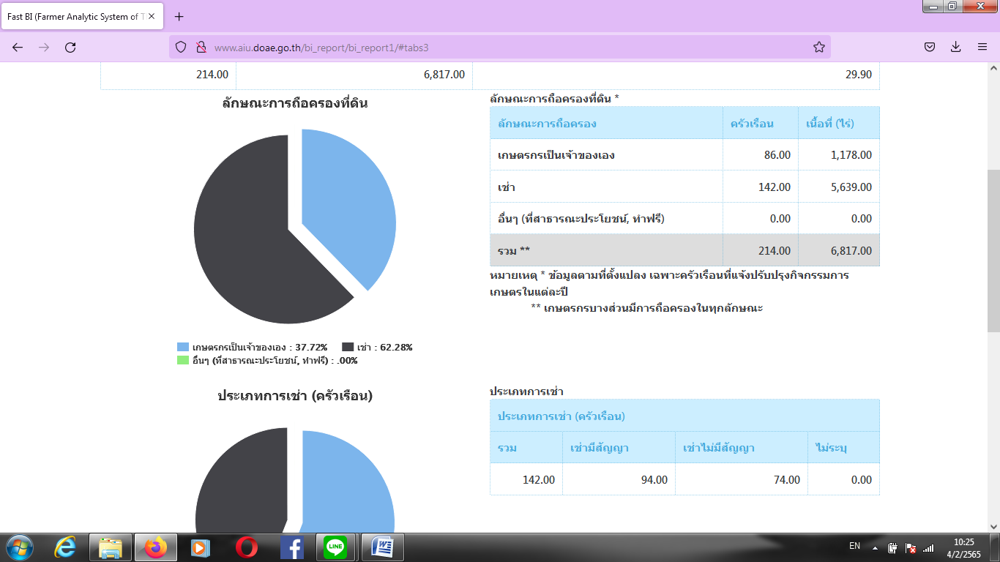 Fast BI (Farmer Analytic System of T
www.aiu.doae.go.th/bi_report/bi_report1/#tabs3
214.00 6,817.00 29.90
ลักษณะการถือครองที่ดิน
เกษตรกรเป็นเจ้าของเอง : 37.72% เช่า : 62.28%
อื่นๆ (ที่สาธารณะประโยชน์, ทำฟรี) : .00%
ลักษณะการถือครองที่ดิน *
ลักษณะการถือครอง ครัวเรือน เนื้อที่ (ไร่)
เกษตรกรเป็นเจ้าของเอง 86.00 1,178.00
เช่า 142.00 5,639.00
อื่นๆ (ที่สาธารณะประโยชน์, ทำฟรี) 0.00 0.00
รวม ** 214.00 6,817.00
หมายเหตุ * ข้อมูลตามที่ตั้งแปลง เฉพาะครัวเรือนที่แจ้งปรับปรุงกิจกรรมการ
เกษตรในแต่ละปี
** เกษตรกรบางส่วนมีการถือครองในทุกลักษณะ
ประเภทการเช่า (ครัวเรือน)
ประเภทการเช่า
ประเภทการเช่า (ครัวเรือน)
รวม เช่ามีสัญญา เช่าไม่มีสัญญา ไม่ระบุ
142.00 94.00 74.00 0.00
LINE
EN
10:25
4/2/2565